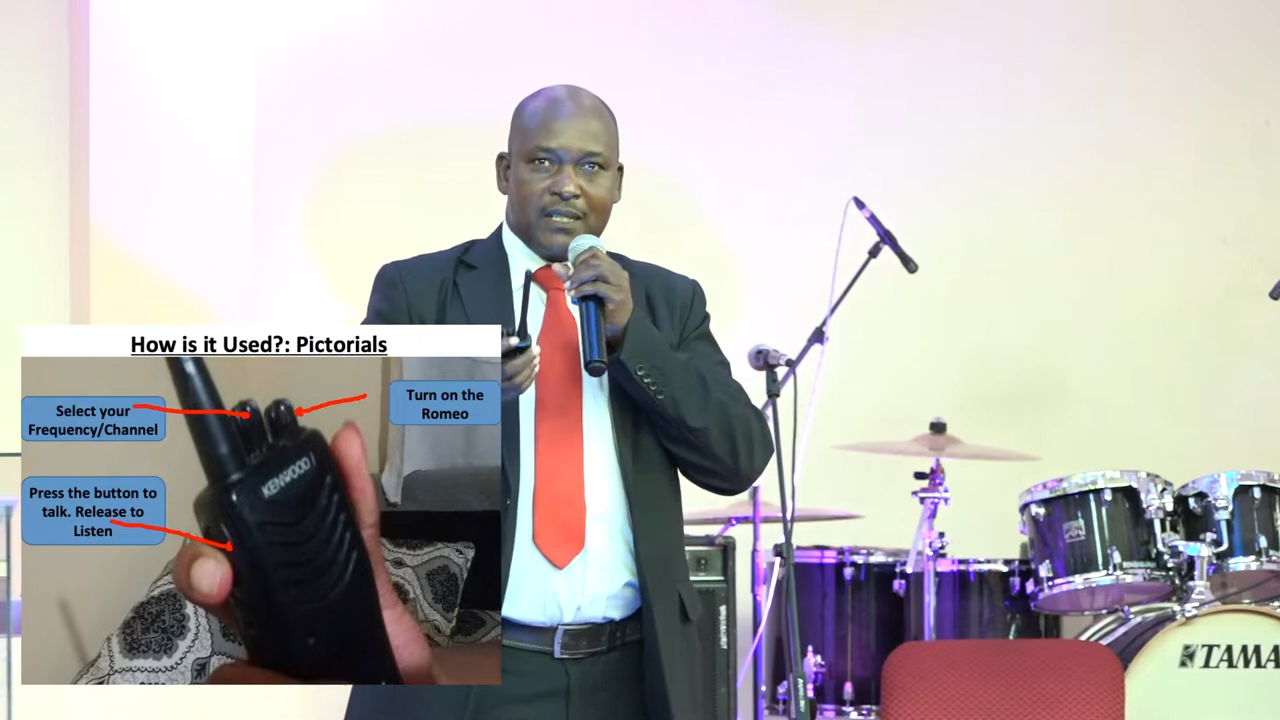 How is it Used?: Pictorials
Select your
Frequency/Channel
Turn on the
Romeo
Press the button to
talk. Release to
Listen
KENWOOD
TAMA